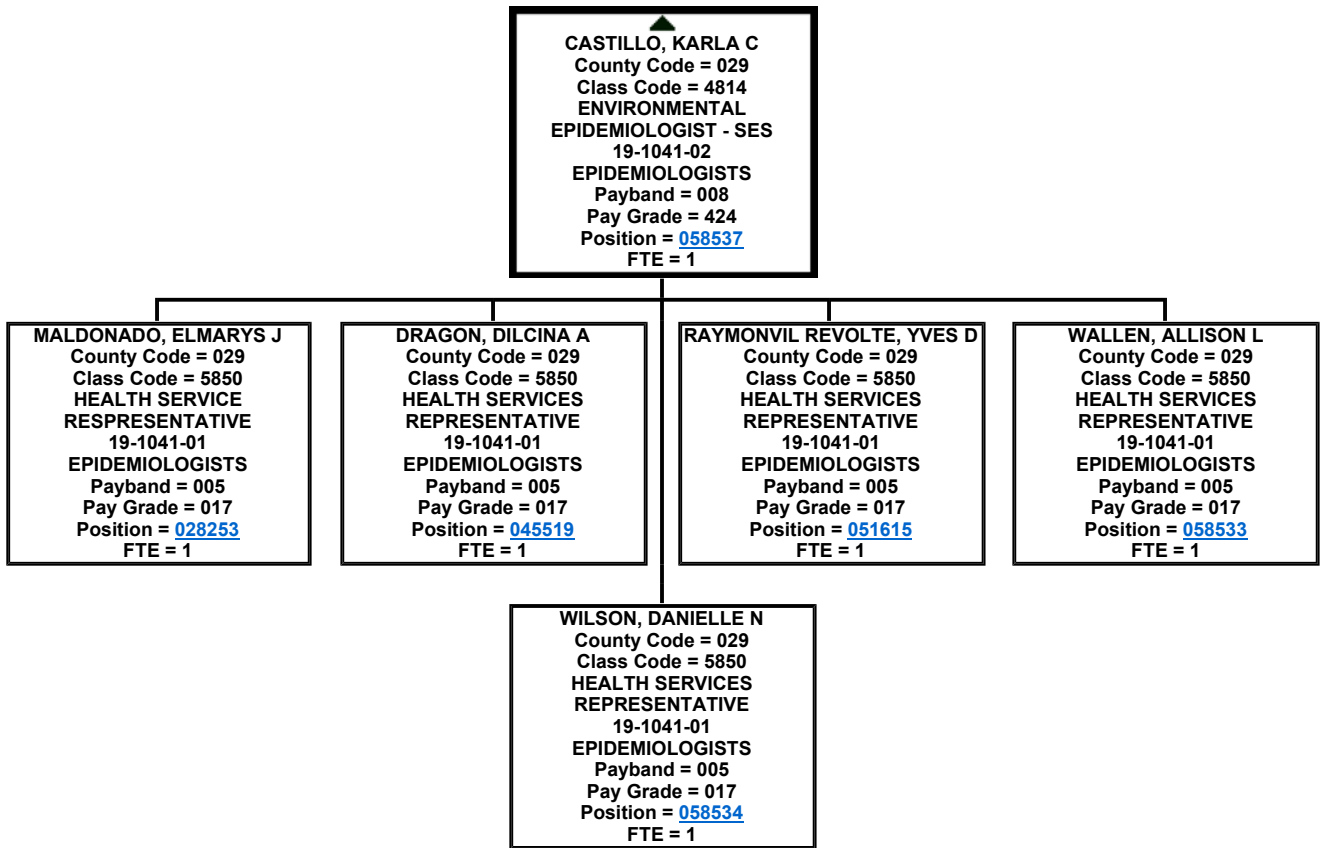 CASTILLO, KARLA C
County Code = 029
Class Code = 4814
ENVIRONMENTAL
EPIDEMIOLOGIST - SES
19-1041-02
EPIDEMIOLOGISTS
Payband = 008
Pay Grade = 424
Position = 058537
FTE = 1
MALDONADO, ELMARYS J
County Code = 029
Class Code = 5850
HEALTH SERVICE
RESPRESENTATIVE
19-1041-01
EPIDEMIOLOGISTS
Payband = 005
Pay Grade = 017
Position = 028253
FTE = 1
DRAGON, DILCINA A
County Code = 029
Class Code = 5850
HEALTH SERVICES
REPRESENTATIVE
19-1041-01
EPIDEMIOLOGISTS
Payband = 005
Pay Grade = 017
Position = 045519
FTE = 1
RAYMONVIL REVOLTE, YVES D
County Code = 029
Class Code = 5850
HEALTH SERVICES
REPRESENTATIVE
19-1041-01
EPIDEMIOLOGISTS
Payband = 005
Pay Grade = 017
Position = 051615
FTE = 1
WALLEN, ALLISON L
County Code = 029
Class Code = 5850
HEALTH SERVICES
REPRESENTATIVE
19-1041-01
EPIDEMIOLOGISTS
Payband = 005
Pay Grade = 017
Position = 058533
FTE = 1
WILSON, DANIELLE N
County Code = 029
Class Code = 5850
HEALTH SERVICES
REPRESENTATIVE
19-1041-01
EPIDEMIOLOGISTS
Payband = 005
Pay Grade = 017
Position = 058534
FTE = 1